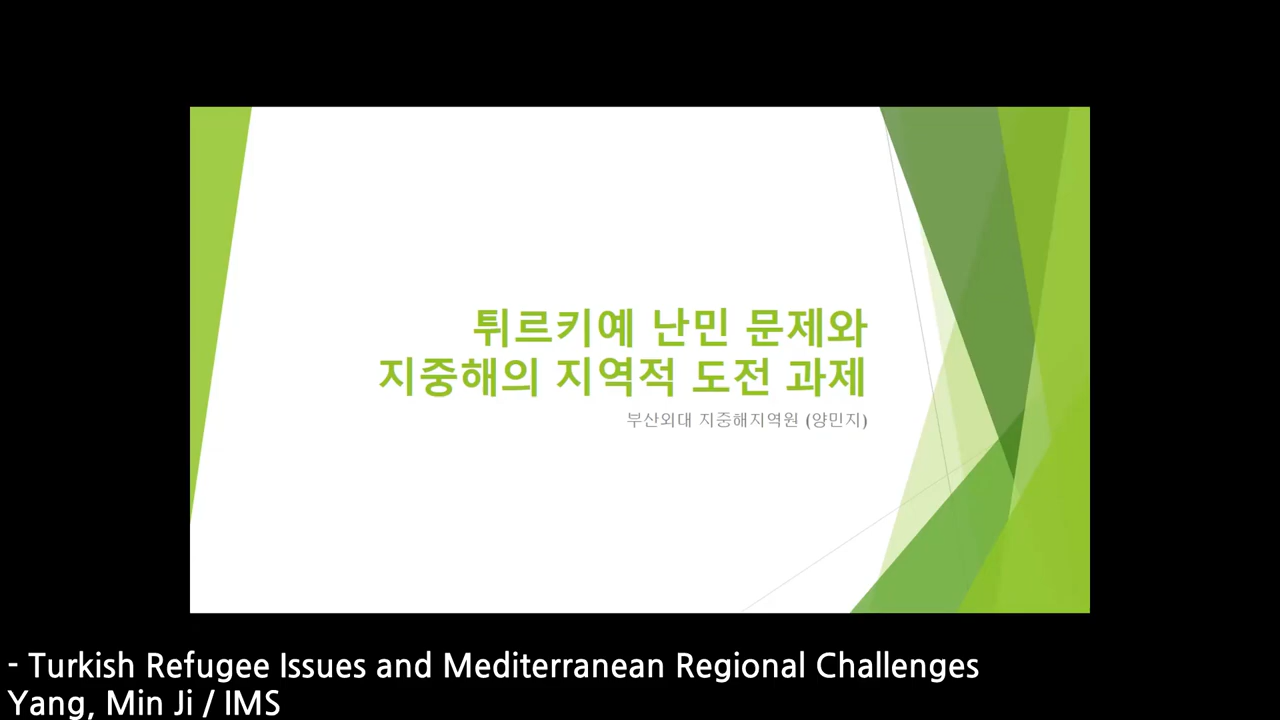 튀르키예 난민 문제와
지중해의 지역적 도전 과제
부산외대 지중해지역원 (양민지)
- Turkish Refugee Issues and Mediterranean Regional Challenges
Yang, Min Ji / IMS